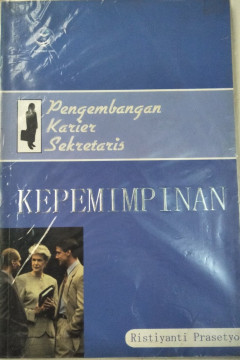 Pengembangan
Karier
Sekretaris
KEPEMIMPINAN
Ristiyanti Prasetyo